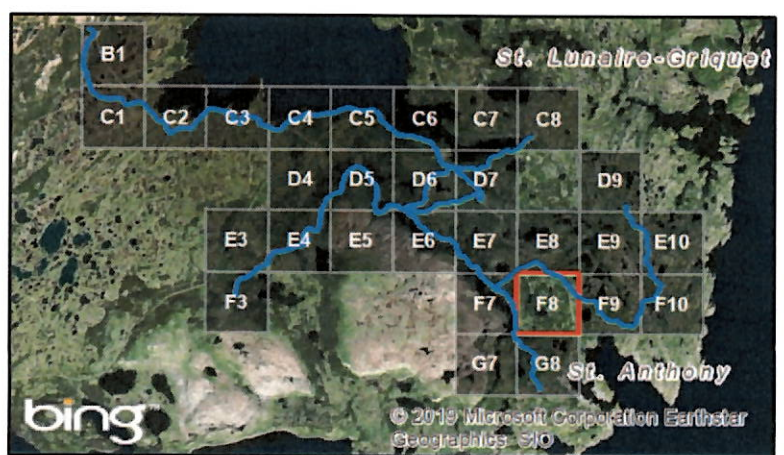 B1
St. Lunaire-Griquet
C1 C2 C3 C4 C5 C6 C7 C8
D4 D5 D6 D7 D9
E3 E4 E5 E6 E7 E8 E9 E10
F3 F7 F8 F9 F10
G7 G8 St. Anthony
bing™
© 2019 Microsoft Corporation Earthstar
Geographics SIO